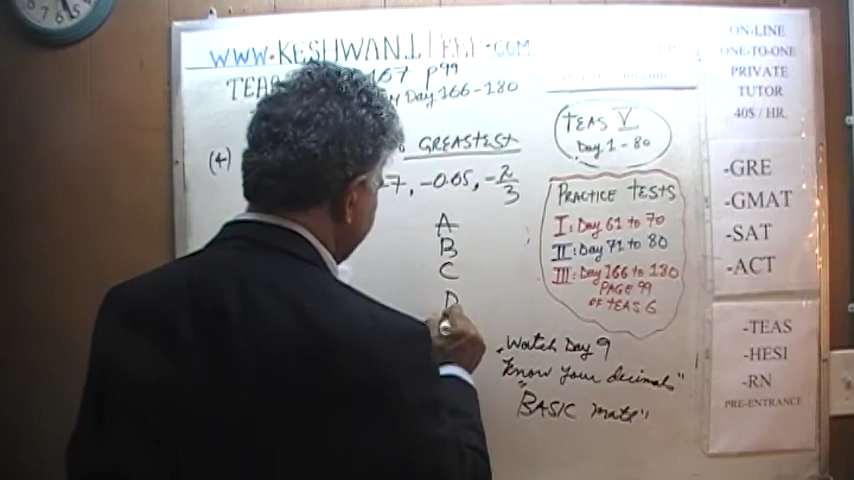 WWW.KESHWANI
.COM
TEAS 167 P99
Day 166-180
(4) GREATEST
7, -0.05, -2/3
A
B
C
D
TEAS V
Day 1-80
PRACTICE TESTS
I: Day 61 to 70
II: Day 71 to 80
III: Day 166 to 180
PAGE 99
OF TEAS 6
Watch Day 9
"Know your decimals"
"BASIC math"
ON-LINE
ONE-TO-ONE
PRIVATE
TUTOR
40$ / HR.
-GRE
-GMAT
-SAT
-ACT
-TEAS
-HESI
-RN
PRE-ENTRANCE